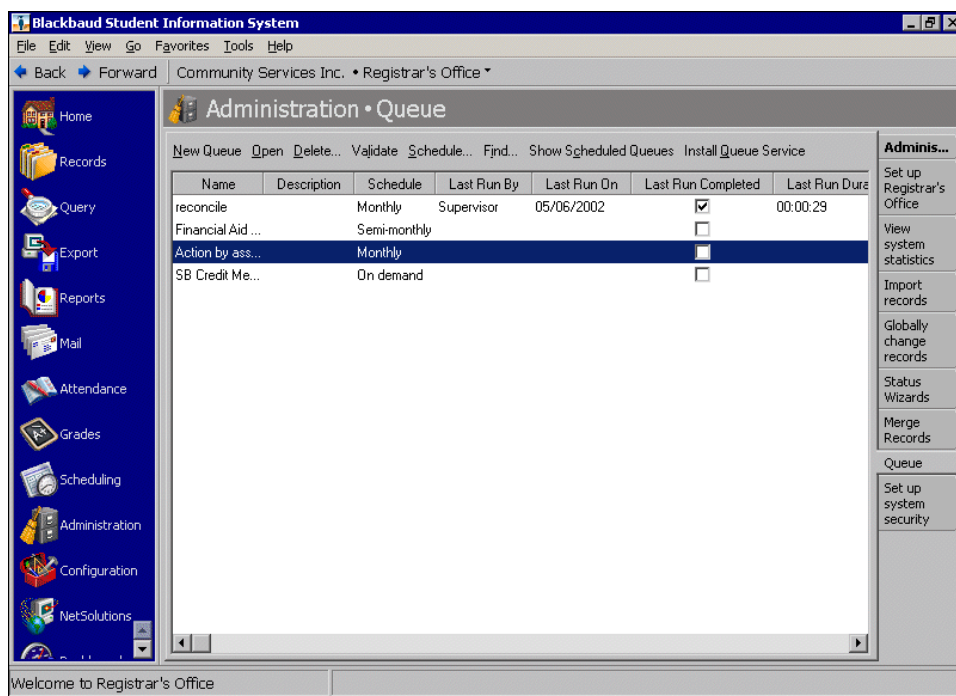 Blackbaud Student Information System
File Edit View Go Favorites Tools Help
Back Forward Community Services Inc. • Registrar's Office
Administration • Queue
New Queue Open Delete... Validate Schedule... Find... Show Scheduled Queues Install Queue Service
Name Description Schedule Last Run By Last Run On Last Run Completed Last Run Dura
reconcile Monthly Supervisor 05/06/2002 00:00:29
Financial Aid ... Semi-monthly
Action by ass... Monthly
SB Credit Me... On demand
Home
Records
Query
Export
Reports
Mail
Attendance
Grades
Scheduling
Administration
Configuration
NetSolutions
Adminis...
Set up
Registrar's
Office
View
system
statistics
Import
records
Globally
change
records
Status
Wizards
Merge
Records
Queue
Set up
system
security
Welcome to Registrar's Office